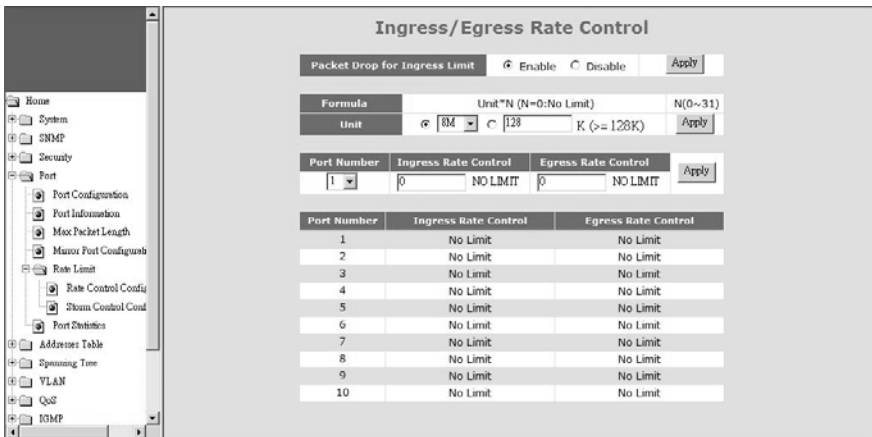 Ingress/Egress Rate Control
Packet Drop for Ingress Limit Enable Disable Apply
Formula Unit*N (N=0:No Limit) N(0~31)
Unit 8M 128 K (>= 128K) Apply
Port Number Ingress Rate Control Egress Rate Control Apply
1 0 NO LIMIT 0 NO LIMIT
Port Number Ingress Rate Control Egress Rate Control
1 No Limit No Limit
2 No Limit No Limit
3 No Limit No Limit
4 No Limit No Limit
5 No Limit No Limit
6 No Limit No Limit
7 No Limit No Limit
8 No Limit No Limit
9 No Limit No Limit
10 No Limit No Limit
Home
System
SNMP
Security
Port
Port Configuration
Port Information
Max Packet Length
Mirror Port Configurati
Rate Limit
Rate Control Config
Storm Control Conf
Port Statistics
Addresses Table
Spanning Tree
VLAN
QoS
IGMP